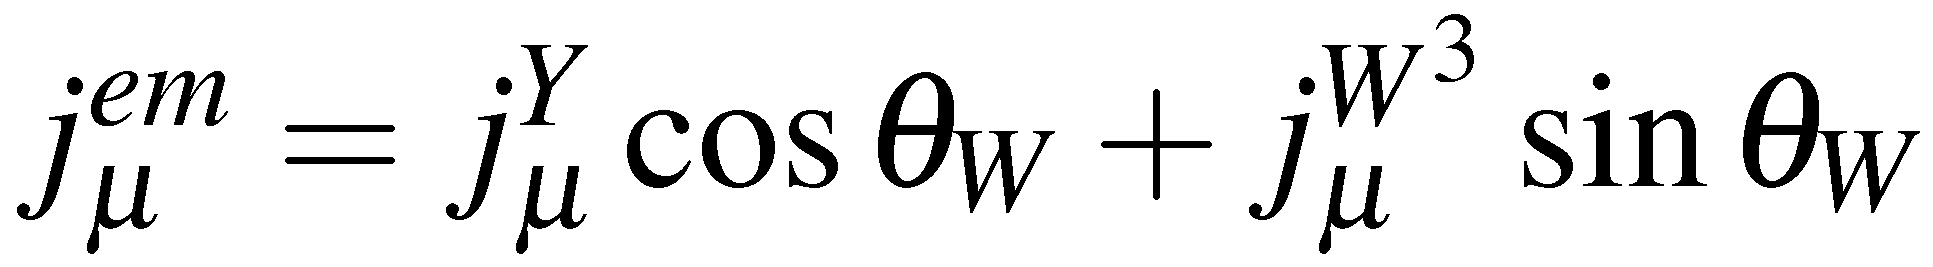 j_μ^{em} = j_μ^Y cos θ_W + j_μ^{W^3} sin θ_W